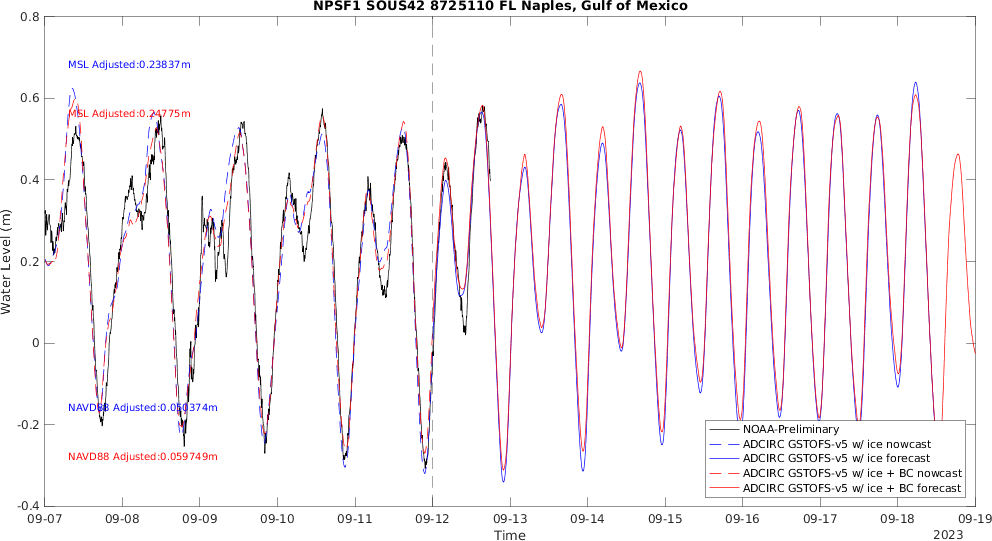 NPSF1 SOUS42 8725110 FL Naples, Gulf of Mexico
0.8
MSL Adjusted:0.23837m
0.6
MSL Adjusted:0.24775m
0.4
Water Level (m)
0.2
0
NAVD88 Adjusted:0.050374m
-0.2
NAVD88 Adjusted:0.059749m
-0.4
NOAA-Preliminary
ADCIRC GSTOFS-v5 w/ ice nowcast
ADCIRC GSTOFS-v5 w/ ice forecast
ADCIRC GSTOFS-v5 w/ ice + BC nowcast
ADCIRC GSTOFS-v5 w/ ice + BC forecast
09-07 09-08 09-09 09-10 09-11 09-12 09-13 09-14 09-15 09-16 09-17 09-18 09-19
Time
2023